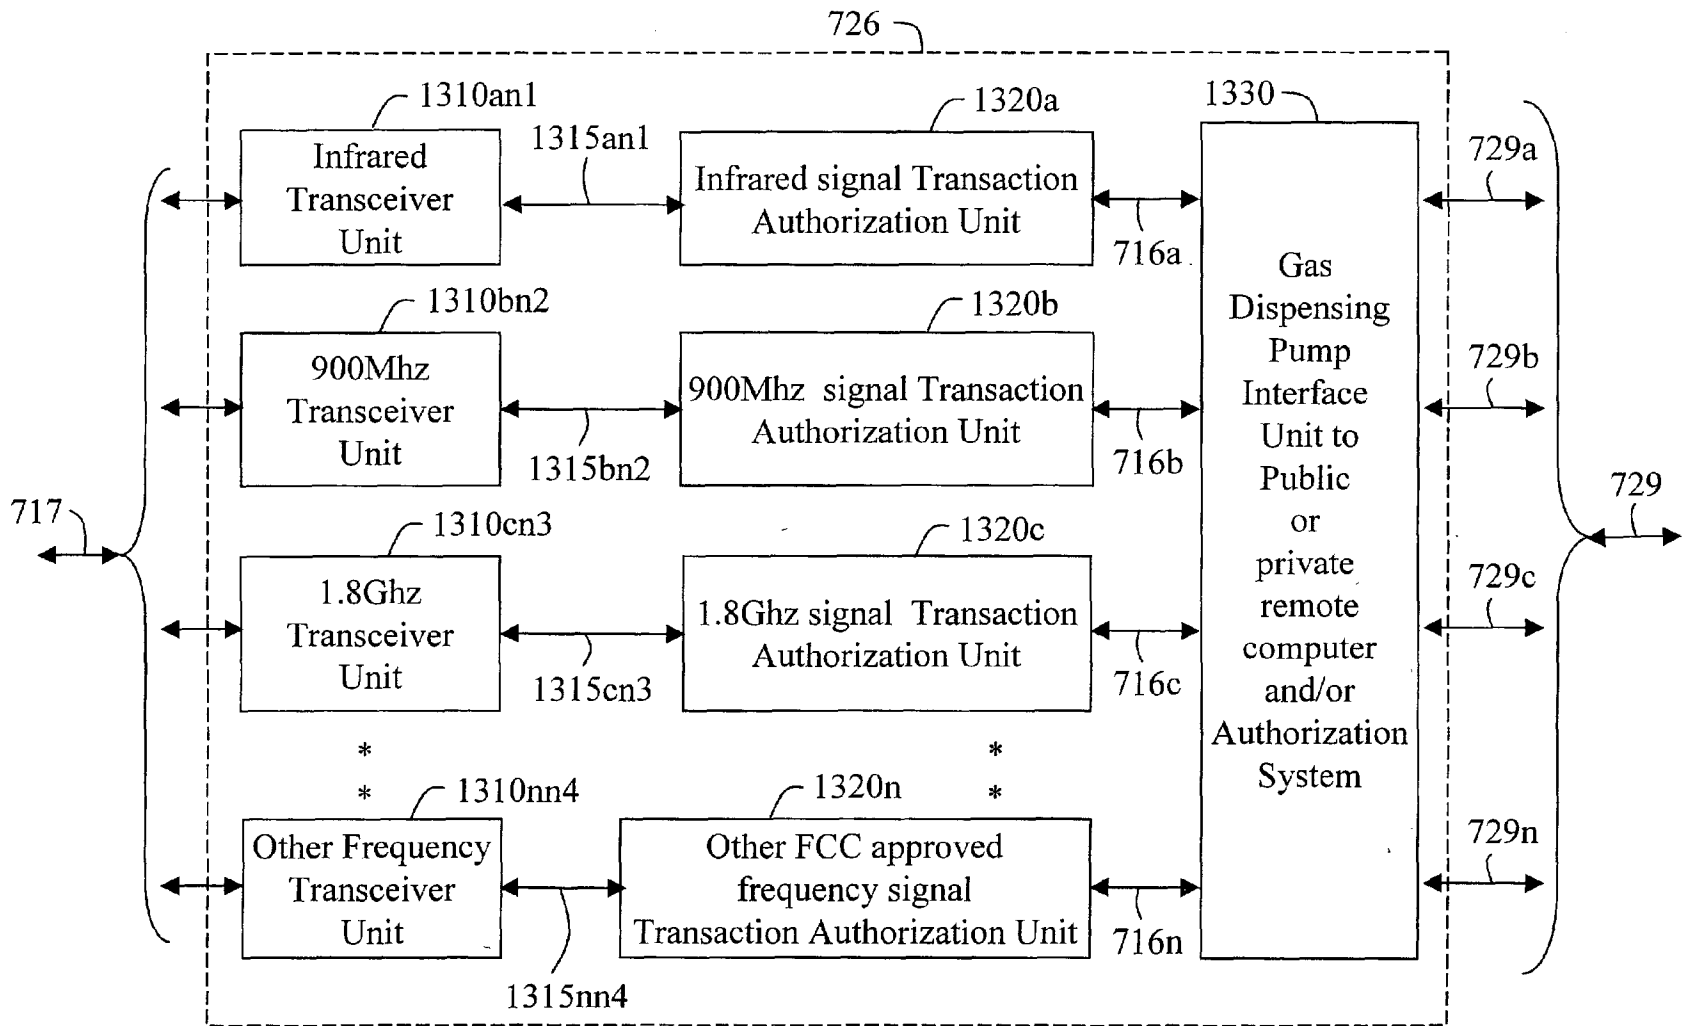 726
1310an1
1315an1
1320a
1330
729a
Infrared
Transceiver
Unit
Infrared signal Transaction
Authorization Unit
716a
1310bn2
1320b
729b
900Mhz
Transceiver
Unit
900Mhz signal Transaction
Authorization Unit
1315bn2
716b
717
1310cn3
1320c
729
729c
1.8Ghz
Transceiver
Unit
1.8Ghz signal Transaction
Authorization Unit
1315cn3
716c
Gas
Dispensing
Pump
Interface
Unit to
Public
or
private
remote
computer
and/or
Authorization
System
* *
* *
1310nn4
1320n
729n
Other Frequency
Transceiver
Unit
Other FCC approved
frequency signal
Transaction Authorization Unit
716n
1315nn4